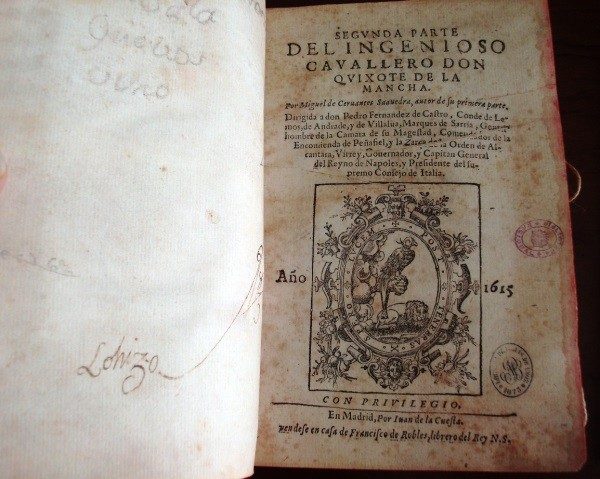 Lohizo
SEGVNDA PARTE
DEL INGENIOSO
CAVALLERO DON
QVIXOTE DE LA
MANCHA.
Por Miguel de Ceruantes Saauedra, autor de su primera parte.
Dirigida a don Pedro Fernandez de Castro, Conde de Le-
mos, de Andrade, y de Villalua, Marques de Sarria, Gentil-
hombre de la Camara de su Magestad, Comendador de la
Encomienda de Peñafiel, y la Zarça de la Orden de Al-
cantara, Virrey, Gouernador, y Capitan General
del Reyno de Napoles, y Presidente del su-
premo Consejo de Italia.
Año 1615
POST TENEBRAS SPERO LVCEM
CON PRIVILEGIO,
En Madrid, Por Iuan de la Cuesta.
vendese en casa de Francisco de Robles, librero del Rey N.S.